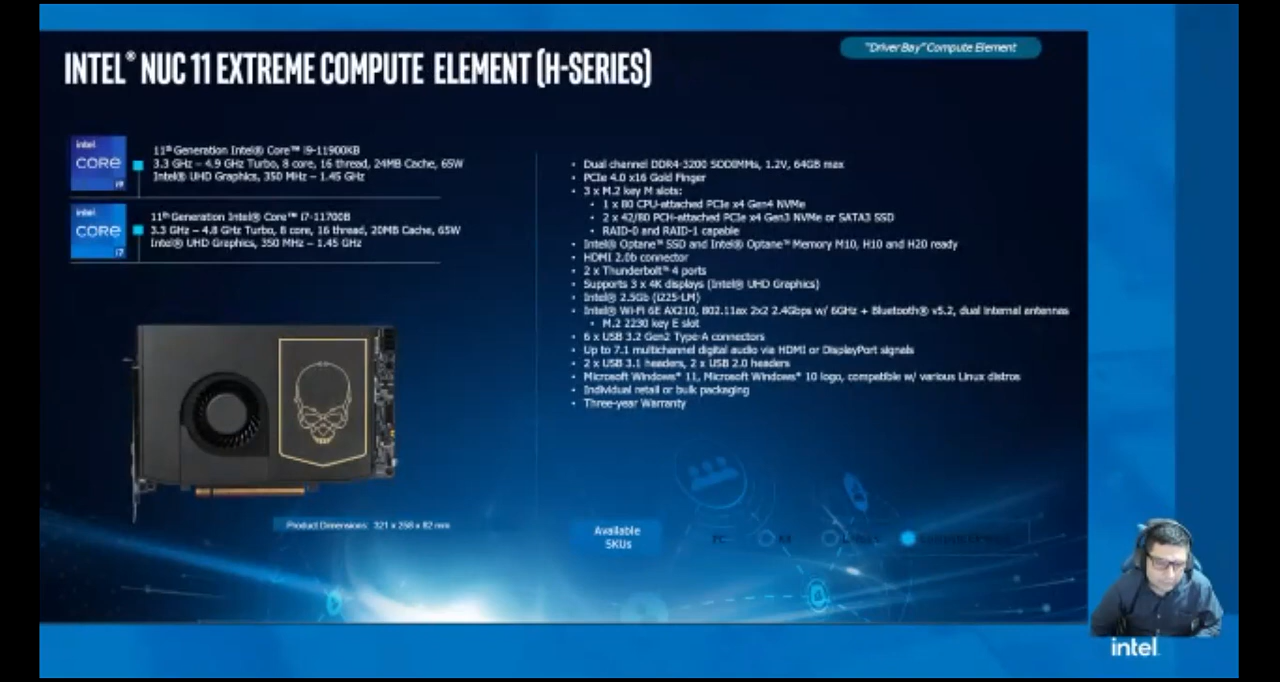 "Driver Bay" Compute Element
INTEL® NUC 11 EXTREME COMPUTE ELEMENT (H-SERIES)
intel
CORE
i9
11th Generation Intel® Core™ i9-11900KB
3.3 GHz – 4.9 GHz Turbo, 8 core, 16 thread, 24MB Cache, 65W
Intel® UHD Graphics, 350 MHz – 1.45 GHz
intel
CORE
i7
11th Generation Intel® Core™ i7-11700B
3.3 GHz – 4.8 GHz Turbo, 8 core, 16 thread, 20MB Cache, 65W
Intel® UHD Graphics, 350 MHz – 1.45 GHz
Product Dimensions: 321 x 258 x 82 mm
• Dual channel DDR4-3200 SODIMMs, 1.2V, 64GB max
• PCIe 4.0 x16 Gold Finger
• 3 x M.2 key M slots:
• 1 x 80 CPU-attached PCIe x4 Gen4 NVMe
• 2 x 42/80 PCH-attached PCIe x4 Gen3 NVMe or SATA3 SSD
• RAID-0 and RAID-1 capable
• Intel® Optane™ SSD and Intel® Optane™ Memory M10, H10 and H20 ready
• HDMI 2.0b connector
• 2 x Thunderbolt™ 4 ports
• Supports 3 x 4K displays (Intel® UHD Graphics)
• Intel® 2.5Gb (i225-LM)
• Intel® Wi-Fi 6E AX210, 802.11ax 2x2 2.4Gbps w/ 6GHz + Bluetooth® v5.2, dual internal antennas
• M.2 2230 key E slot
• 6 x USB 3.2 Gen2 Type-A connectors
• Up to 7.1 multichannel digital audio via HDMI or DisplayPort signals
• 2 x USB 3.1 headers, 2 x USB 2.0 headers
• Microsoft Windows* 11, Microsoft Windows* 10 logo, compatible w/ various Linux distros
• Individual retail or bulk packaging
• Three-year Warranty
Available
SKUs
PC
Kit
intel